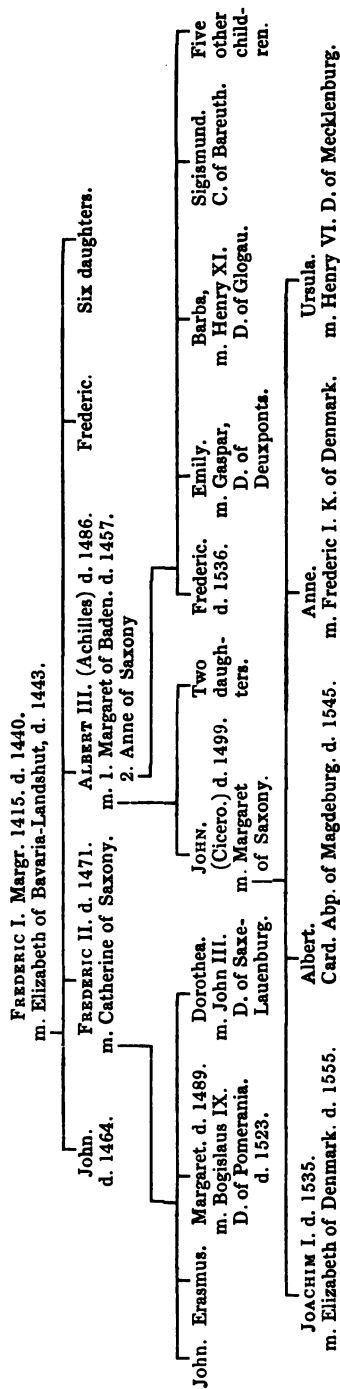 FREDERIC I. Margr. 1415. d. 1440.
m. Elizabeth of Bavaria-Landshut, d. 1443.
John.
d. 1464.
FREDERIC II. d. 1471.
m. Catherine of Saxony.
ALBERT III. (Achilles) d. 1486.
m. 1. Margaret of Baden. d. 1457
2. Anne of Saxony
Frederic.
Six daughters.
John.
Erasmus.
Margaret. d. 1489.
m. Bogislaus IX.
D. of Pomerania.
d. 1523.
Dorothea.
m. John III.
D. of Saxe-
Lauenburg.
JOHN.
(Cicero.) d. 1499.
m. Margaret
of Saxony.
Two
daugh-
ters.
Frederic.
d. 1536.
Emily.
m. Gaspar,
D. of
Deuxponts.
Barba,
m. Henry XI.
D. of Glogau.
Sigismund.
C. of Bareuth.
Five
other
child-
ren.
JOACHIM I. d. 1535.
m. Elizabeth of Denmark. d. 1555.
Albert.
Card. Abp. of Magdeburg. d. 1545.
Anne.
m. Frederic I. K. of Denmark.
Ursula.
m. Henry VI. D. of Mecklenburg.